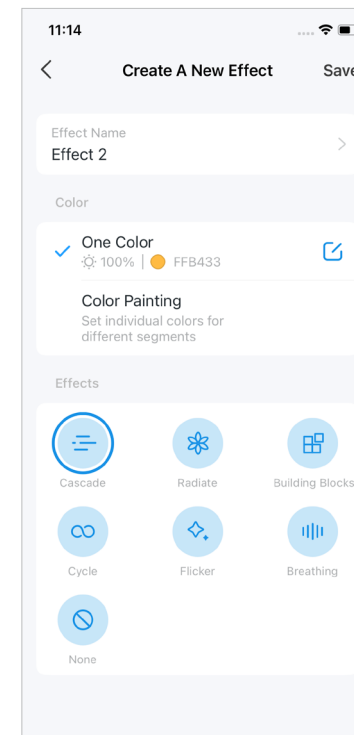 11:14
Create A New Effect Save
Effect Name
Effect 2
Color
One Color
100% | FFB433
Color Painting
Set individual colors for
different segments
Effects
Cascade Radiate Building Blocks
Cycle Flicker Breathing
None